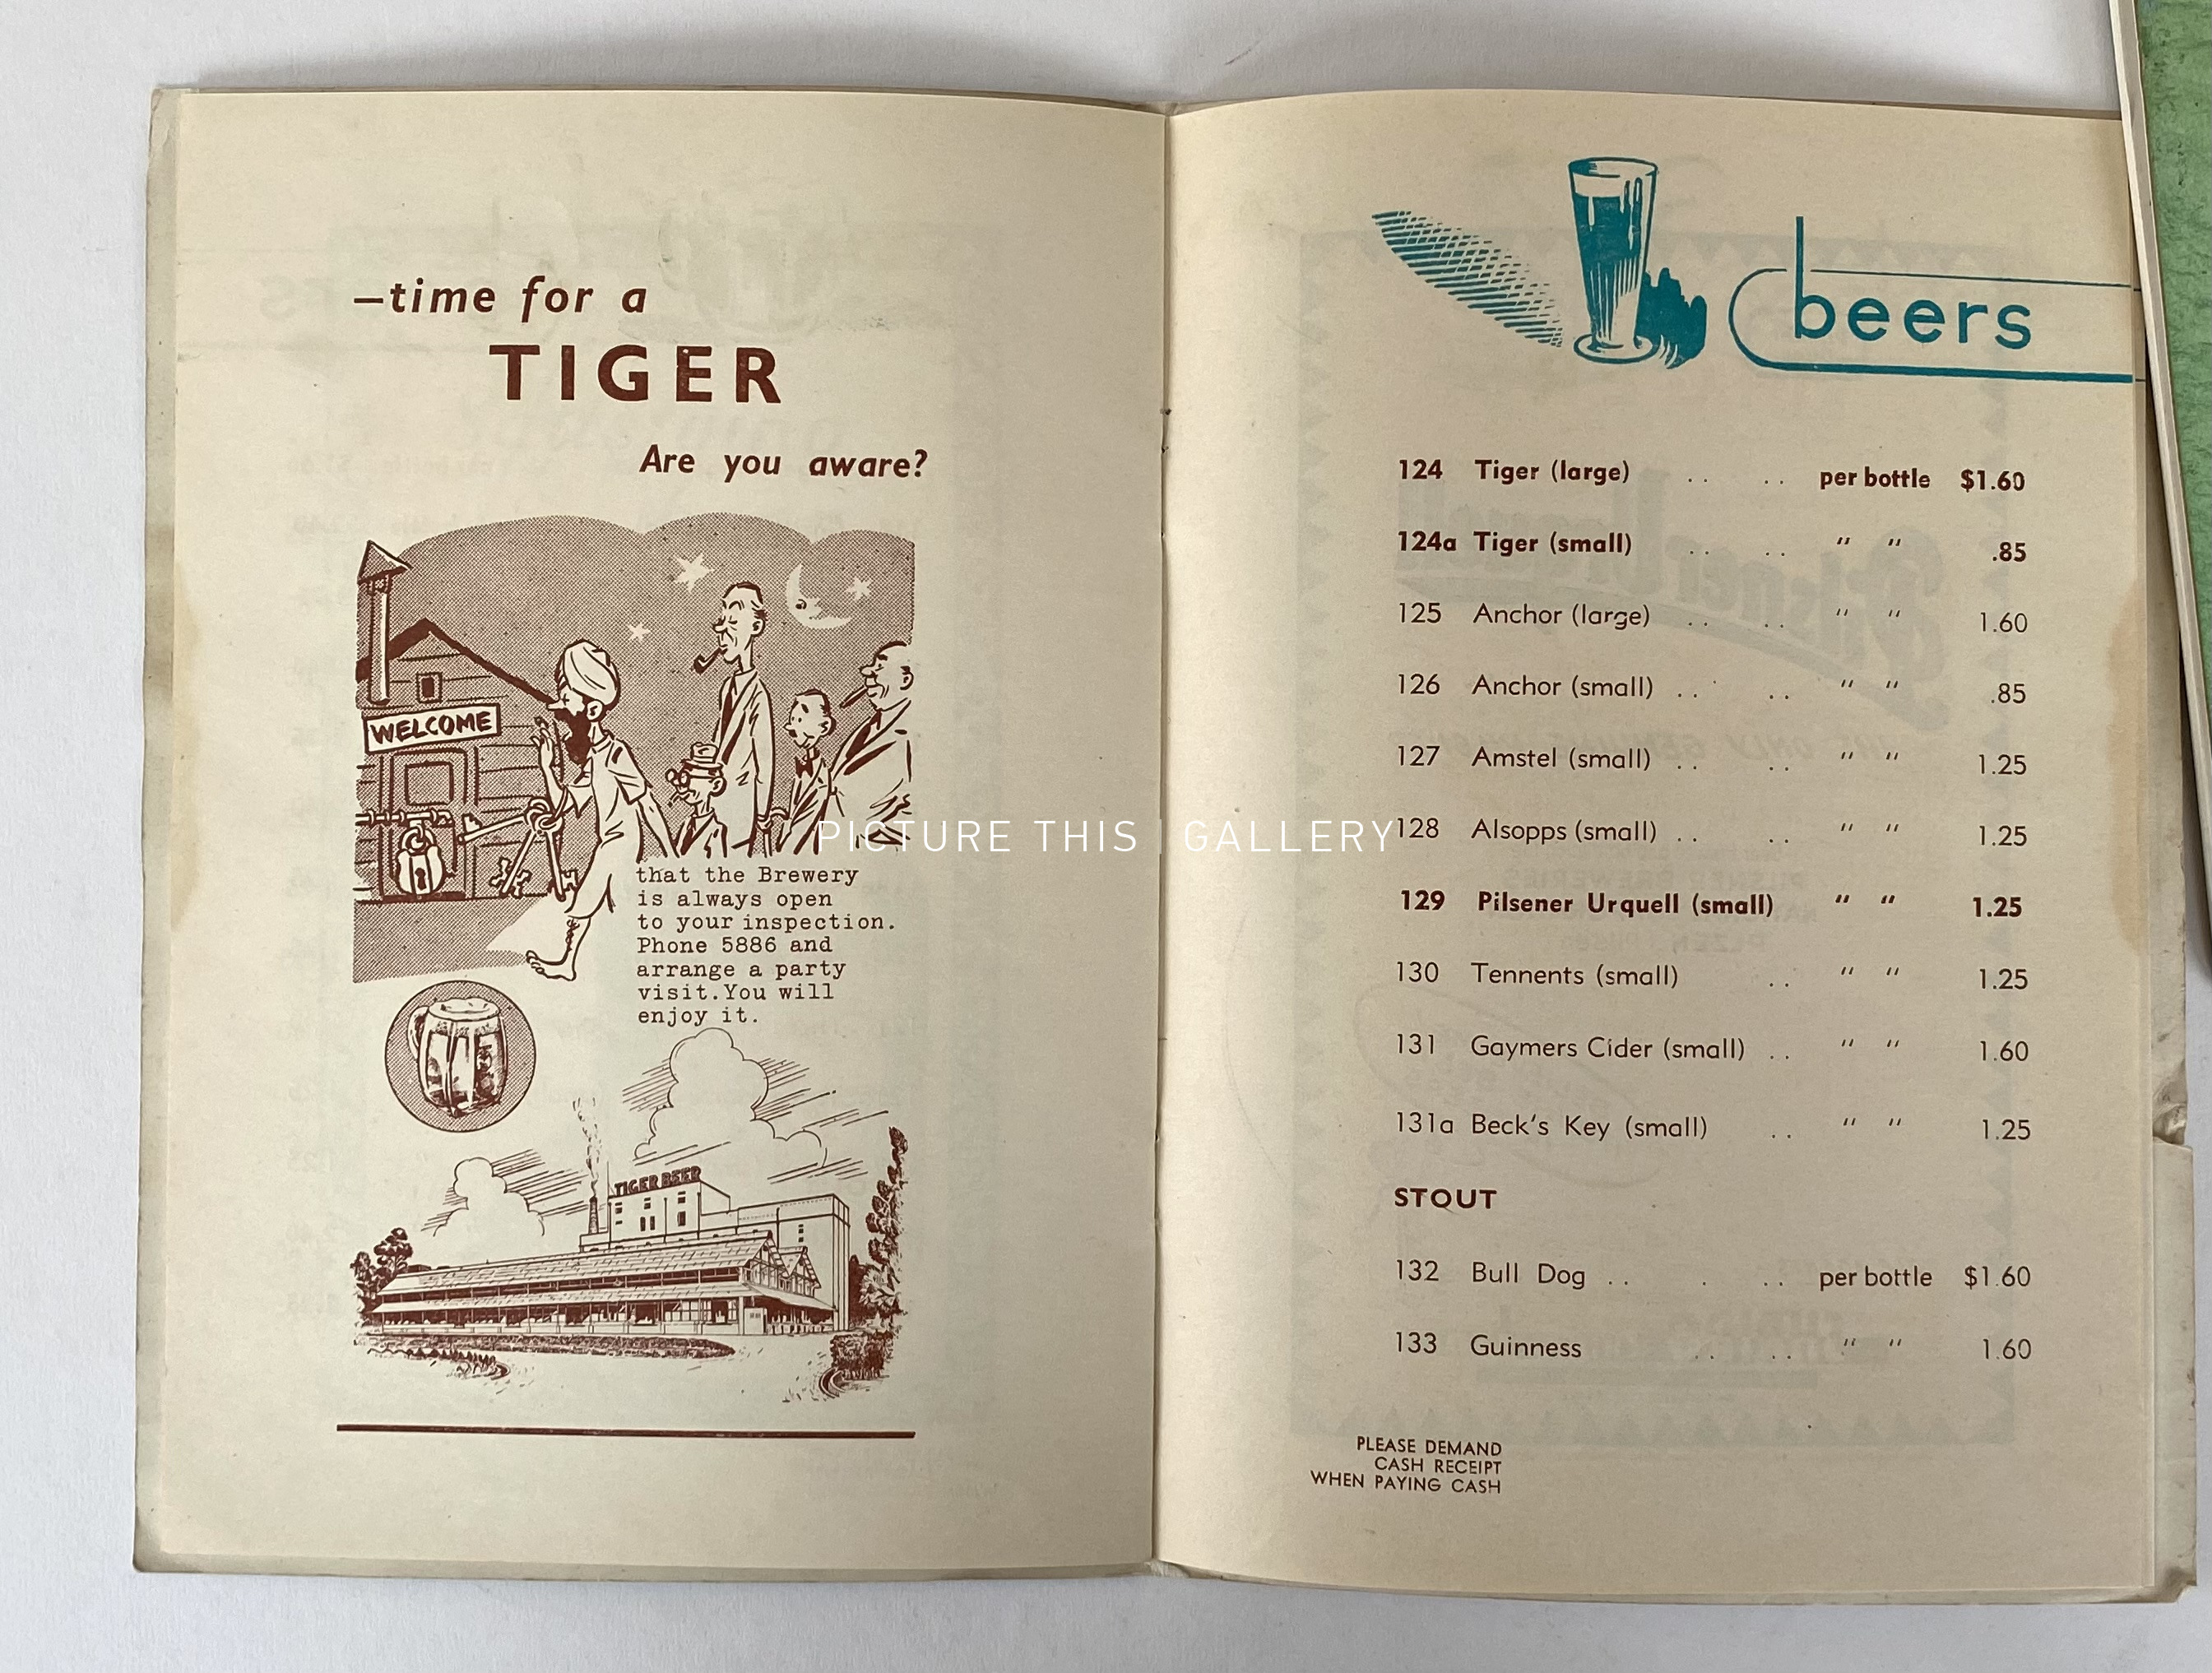 –time for a
TIGER
Are you aware?
WELCOME
that the Brewery
is always open
to your inspection.
Phone 5886 and
arrange a party
visit. You will
enjoy it.
TIGER BEER
beers
124 Tiger (large) . . . . per bottle $1.60
124a Tiger (small) . . . . " " .85
125 Anchor (large) . . . . " " 1.60
126 Anchor (small) . . . . " " .85
127 Amstel (small) . . . . " " 1.25
128 Alsopps (small) . . . . " " 1.25
129 Pilsener Urquell (small) " " 1.25
130 Tennents (small) . . " " 1.25
131 Gaymers Cider (small) . . " " 1.60
131a Beck's Key (small) . . " " 1.25
STOUT
132 Bull Dog . . . . . per bottle $1.60
133 Guinness . . . . " " 1.60
PLEASE DEMAND
CASH RECEIPT
WHEN PAYING CASH
PICTURE THIS GALLERY